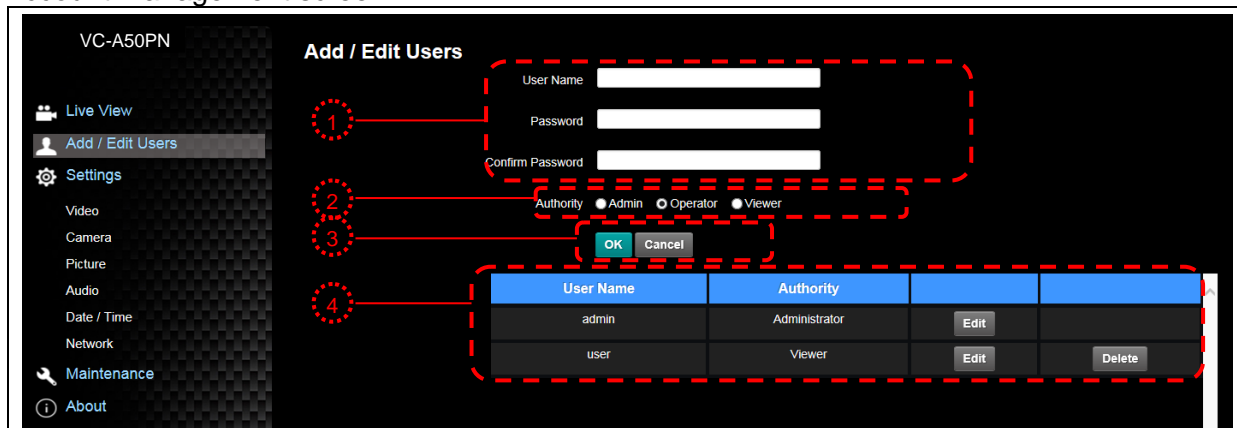 VC-A50PN
Add / Edit Users
User Name
Live View
1
Password
Add / Edit Users
Confirm Password
Settings
2
Authority Admin Operator Viewer
Video
3
OK Cancel
Camera
Picture
User Name Authority
Audio
4
admin Administrator Edit
Date / Time
Network
user Viewer Edit Delete
Maintenance
About